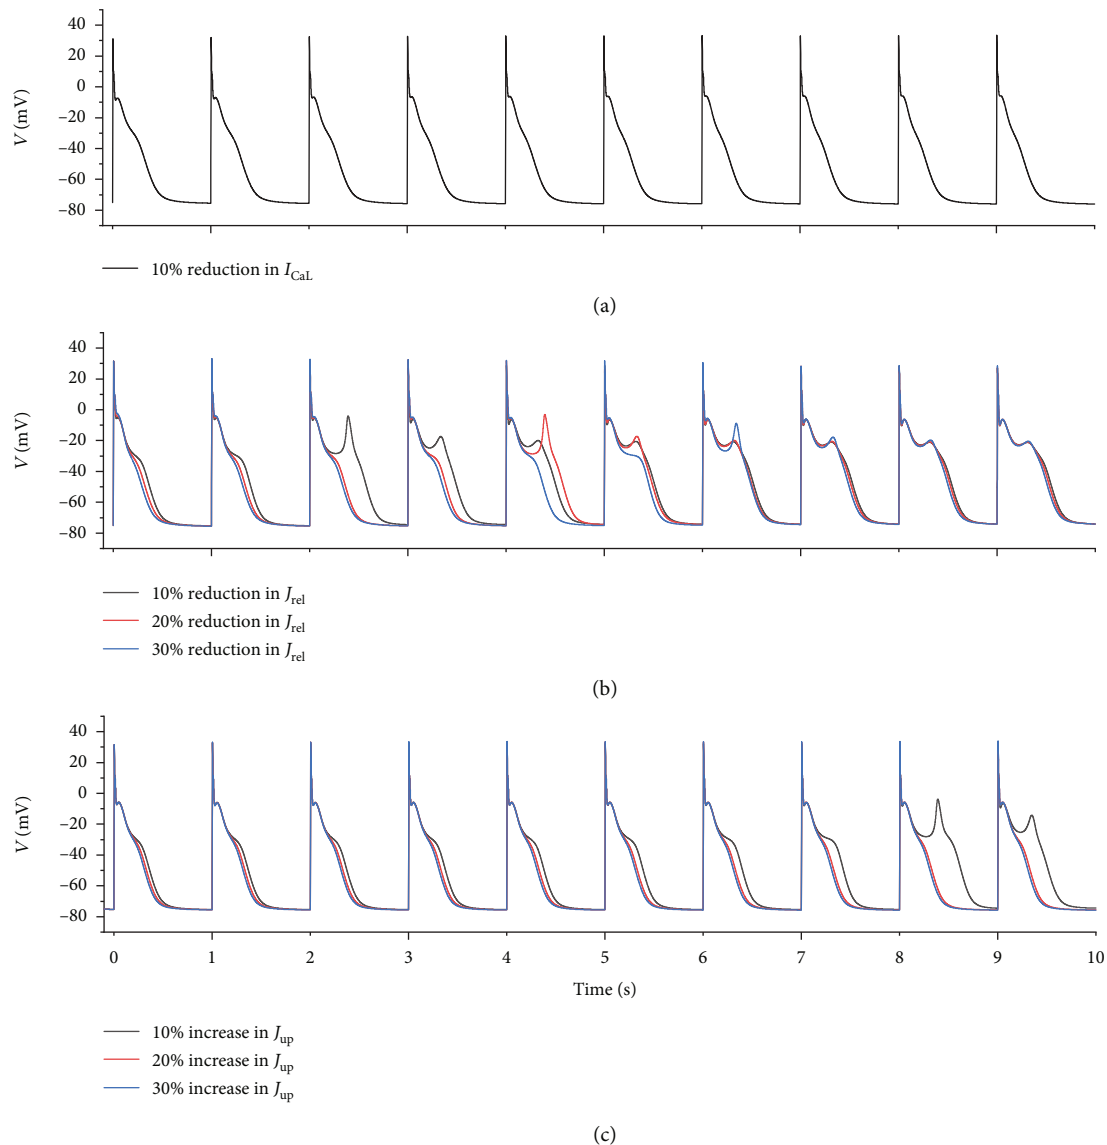 40
20
0
−20
−40
−60
−80
V (mV)
10% reduction in I_CaL
(a)
40
20
0
−20
−40
−60
−80
V (mV)
10% reduction in J_rel
20% reduction in J_rel
30% reduction in J_rel
(b)
40
20
0
−20
−40
−60
−80
V (mV)
0 1 2 3 4 5 6 7 8 9 10
Time (s)
10% increase in J_up
20% increase in J_up
30% increase in J_up
(c)